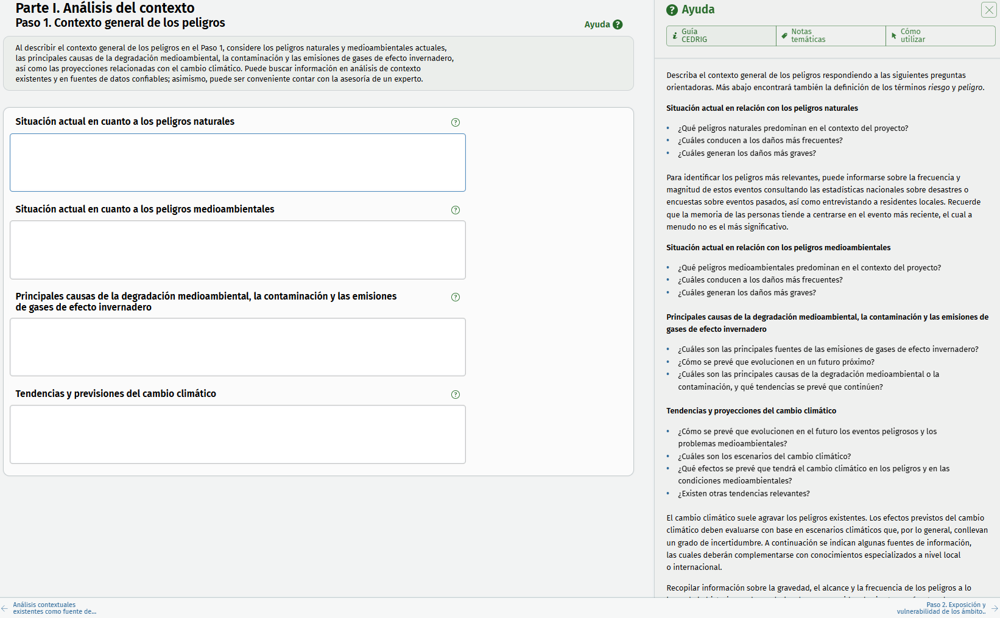 Parte I. Análisis del contexto
Paso 1. Contexto general de los peligros
Ayuda
Al describir el contexto general de los peligros en el Paso 1, considere los peligros naturales y medioambientales actuales,
las principales causas de la degradación medioambiental, la contaminación y las emisiones de gases de efecto invernadero,
así como las proyecciones relacionadas con el cambio climático. Puede buscar información en análisis de contexto
existentes y en fuentes de datos confiables; asimismo, puede ser conveniente contar con la asesoría de un experto.
Situación actual en cuanto a los peligros naturales
Situación actual en cuanto a los peligros medioambientales
Principales causas de la degradación medioambiental, la contaminación y las emisiones
de gases de efecto invernadero
Tendencias y previsiones del cambio climático
Ayuda
Guía
CEDRIG
Notas
temáticas
Cómo
utilizar
Describa el contexto general de los peligros respondiendo a las siguientes preguntas
orientadoras. Más abajo encontrará también la definición de los términos riesgo y peligro.
Situación actual en relación con los peligros naturales
• ¿Qué peligros naturales predominan en el contexto del proyecto?
• ¿Cuáles conducen a los daños más frecuentes?
• ¿Cuáles generan los daños más graves?
Para identificar los peligros más relevantes, puede informarse sobre la frecuencia y
magnitud de estos eventos consultando las estadísticas nacionales sobre desastres o
encuestas sobre eventos pasados, así como entrevistando a residentes locales. Recuerde
que la memoria de las personas tiende a centrarse en el evento más reciente, el cual a
menudo no es el más significativo.
Situación actual en relación con los peligros medioambientales
• ¿Qué peligros medioambientales predominan en el contexto del proyecto?
• ¿Cuáles conducen a los daños más frecuentes?
• ¿Cuáles generan los daños más graves?
Principales causas de la degradación medioambiental, la contaminación y las emisiones de
gases de efecto invernadero
• ¿Cuáles son las principales fuentes de las emisiones de gases de efecto invernadero?
• ¿Cómo se prevé que evolucionen en un futuro próximo?
• ¿Cuáles son las principales causas de la degradación medioambiental o la
contaminación, y qué tendencias se prevé que continúen?
Tendencias y proyecciones del cambio climático
• ¿Cómo se prevé que evolucionen en el futuro los eventos peligrosos y los
problemas medioambientales?
• ¿Cuáles son los escenarios del cambio climático?
• ¿Qué efectos se prevé que tendrá el cambio climático en los peligros y en las
condiciones medioambientales?
• ¿Existen otras tendencias relevantes?
El cambio climático suele agravar los peligros existentes. Los efectos previstos del cambio
climático deben evaluarse con base en escenarios climáticos que, por lo general, conllevan
un grado de incertidumbre. A continuación se indican algunas fuentes de información,
las cuales deberán complementarse con conocimientos especializados a nivel local
o internacional.
Recopilar información sobre la gravedad, el alcance y la frecuencia de los peligros a lo
Análisis contextuales
existentes como fuente de...
Paso 2. Exposición y
vulnerabilidad de los ámbito..